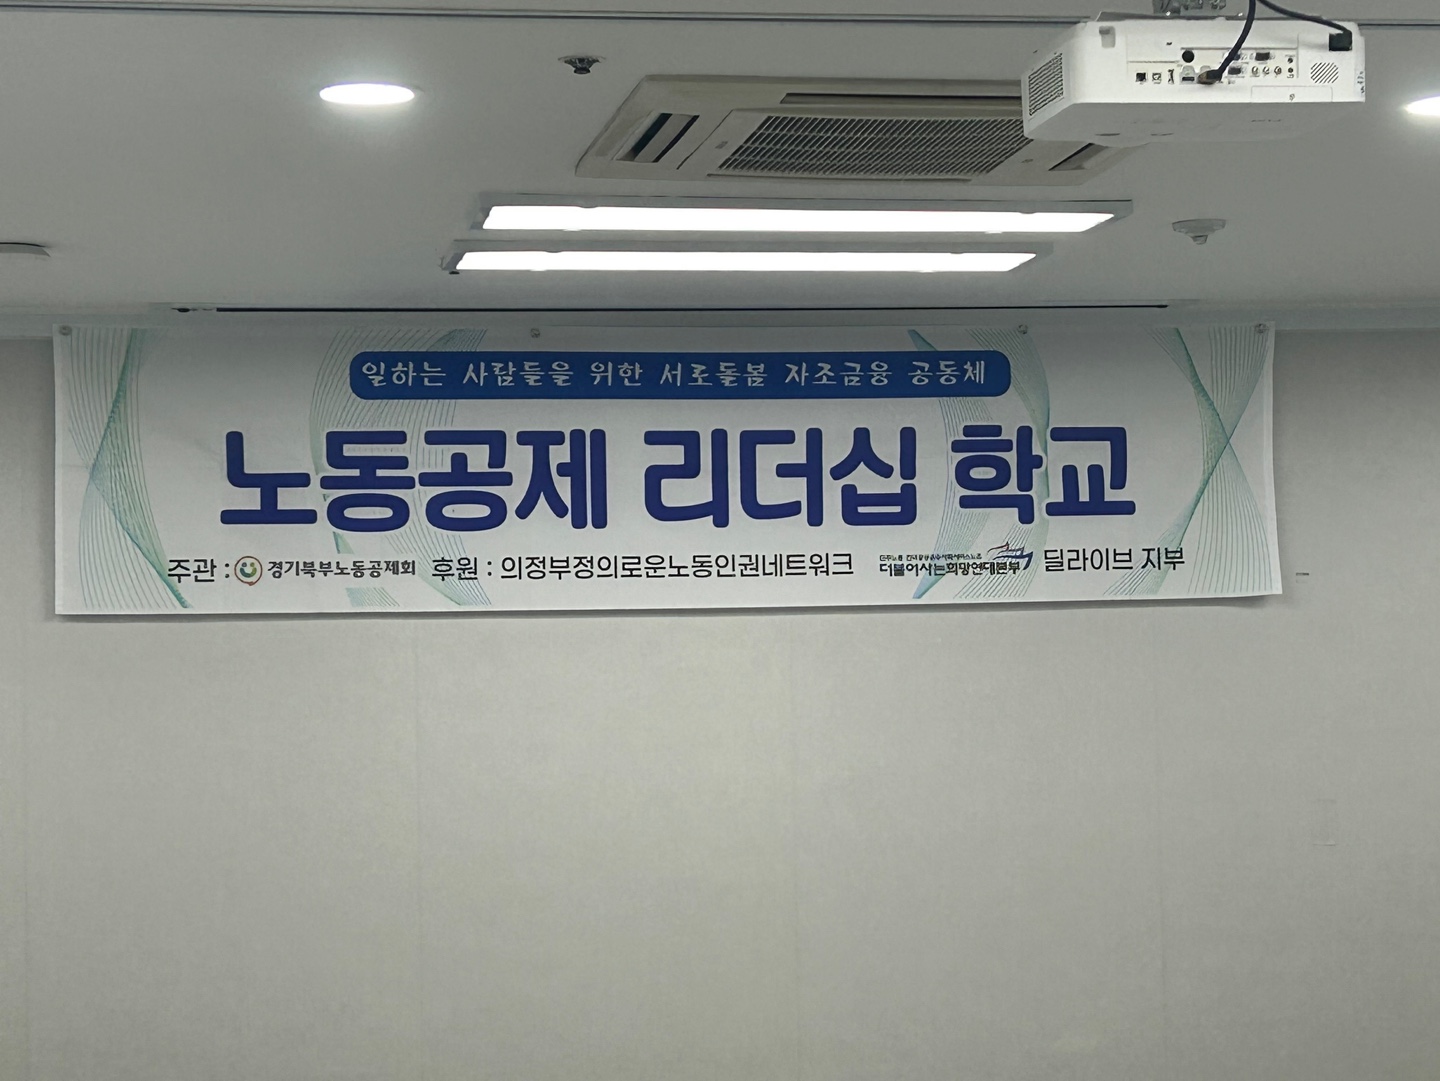 일하는 사람들을 위한 서로돌봄 자조금융 공동체
노동공제 리더십 학교
주관 : 경기북부노동공제회 후원 : 의정부정의로운노동인권네트워크 더불어사는희망연대본부 딜라이브 지부